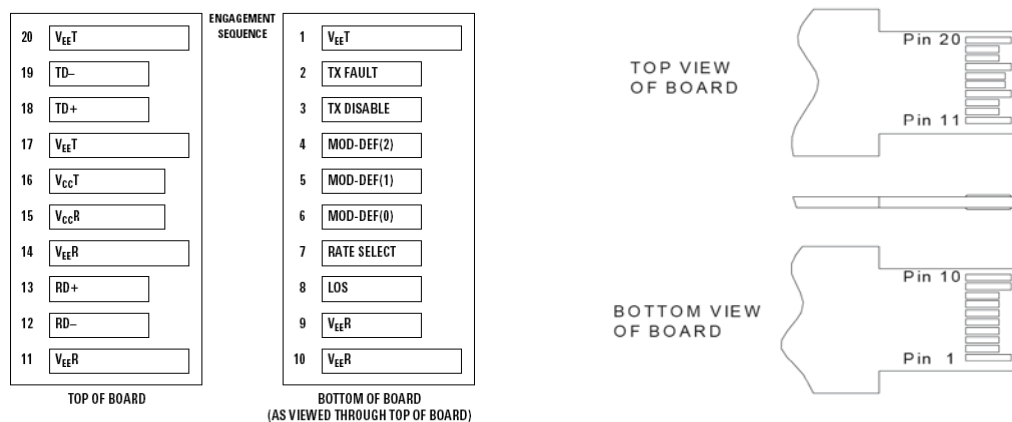 ENGAGEMENT
SEQUENCE
20 VEET
19 TD–
18 TD+
17 VEET
16 VCCT
15 VCCR
14 VEER
13 RD+
12 RD–
11 VEER
TOP OF BOARD
1 VEET
2 TX FAULT
3 TX DISABLE
4 MOD-DEF(2)
5 MOD-DEF(1)
6 MOD-DEF(0)
7 RATE SELECT
8 LOS
9 VEER
10 VEER
BOTTOM OF BOARD
(AS VIEWED THROUGH TOP OF BOARD)
TOP VIEW
OF BOARD
Pin 20
Pin 11
BOTTOM VIEW
OF BOARD
Pin 10
Pin 1